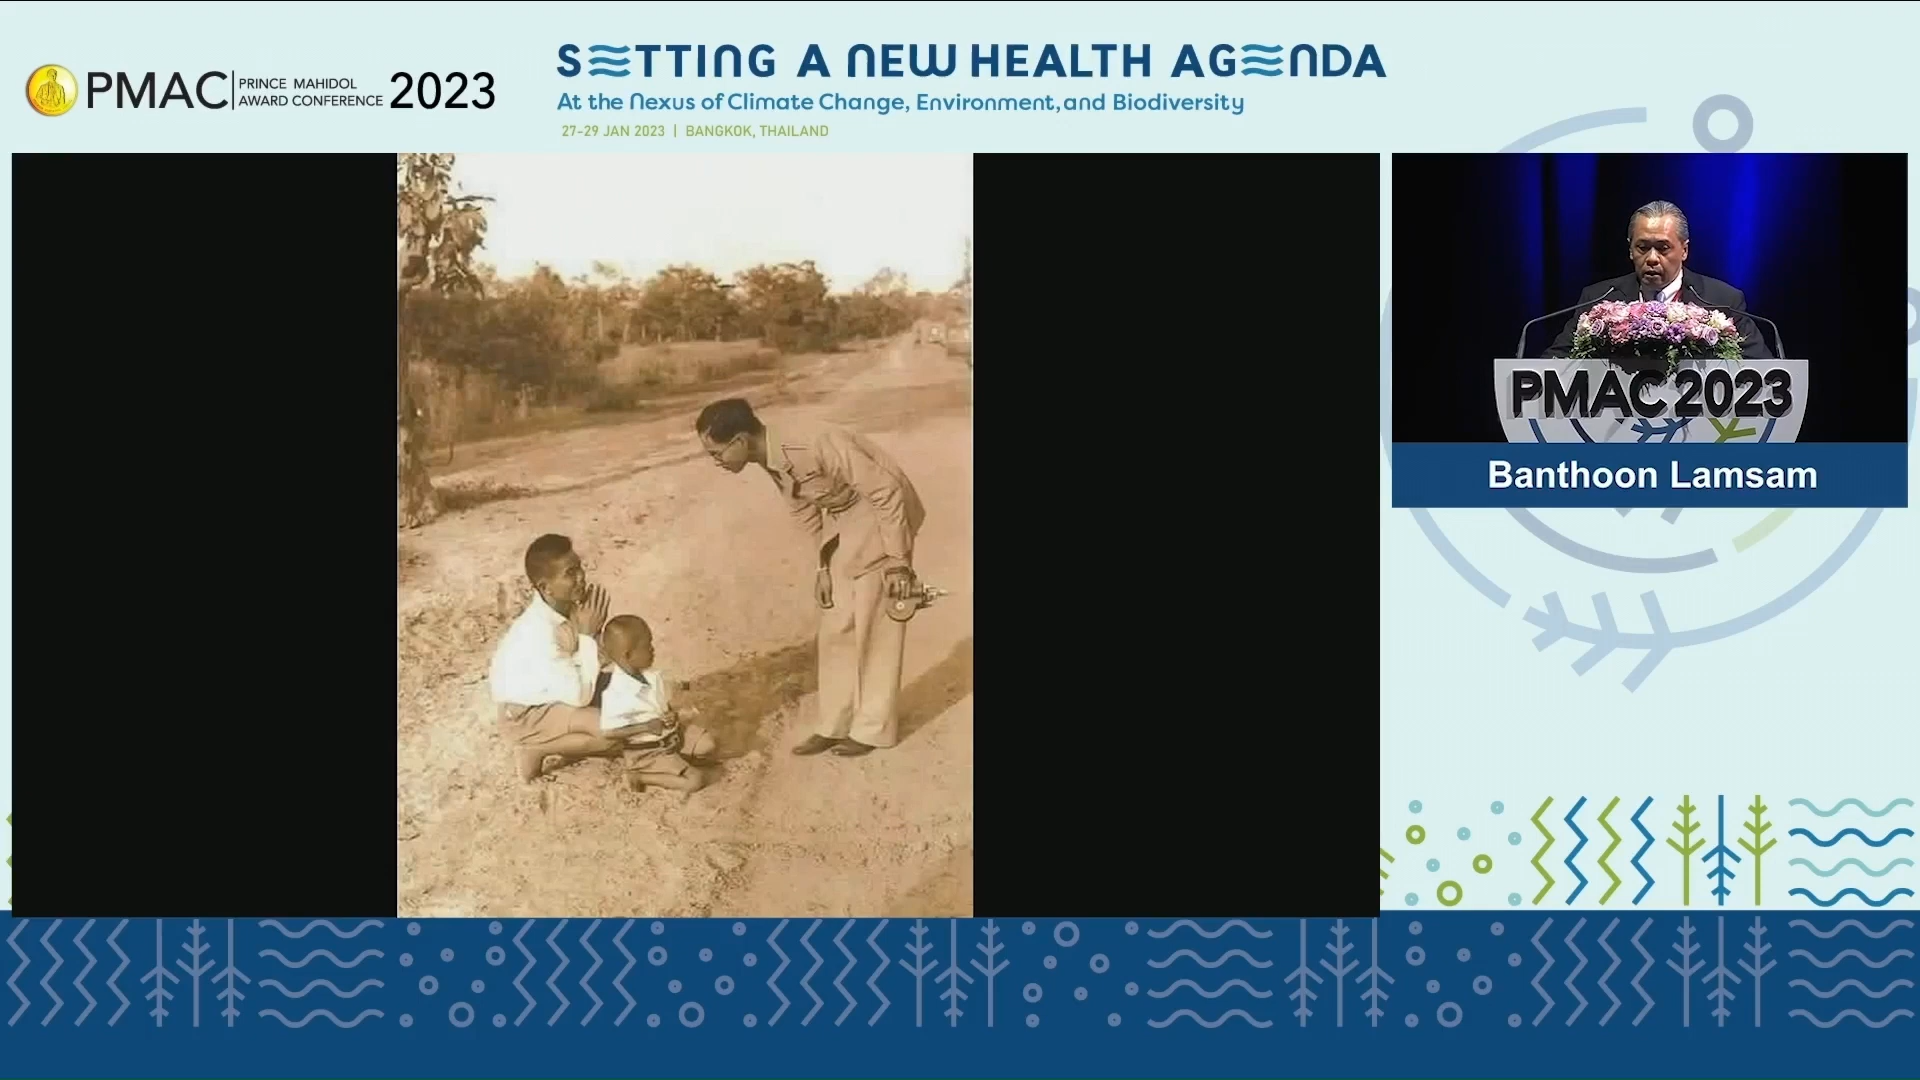 PMAC
PRINCE MAHIDOL
AWARD CONFERENCE
2023
SETTING A NEW HEALTH AGENDA
At the Nexus of Climate Change, Environment, and Biodiversity
27-29 JAN 2023 | BANGKOK, THAILAND
PMAC 2023
Banthoon Lamsam